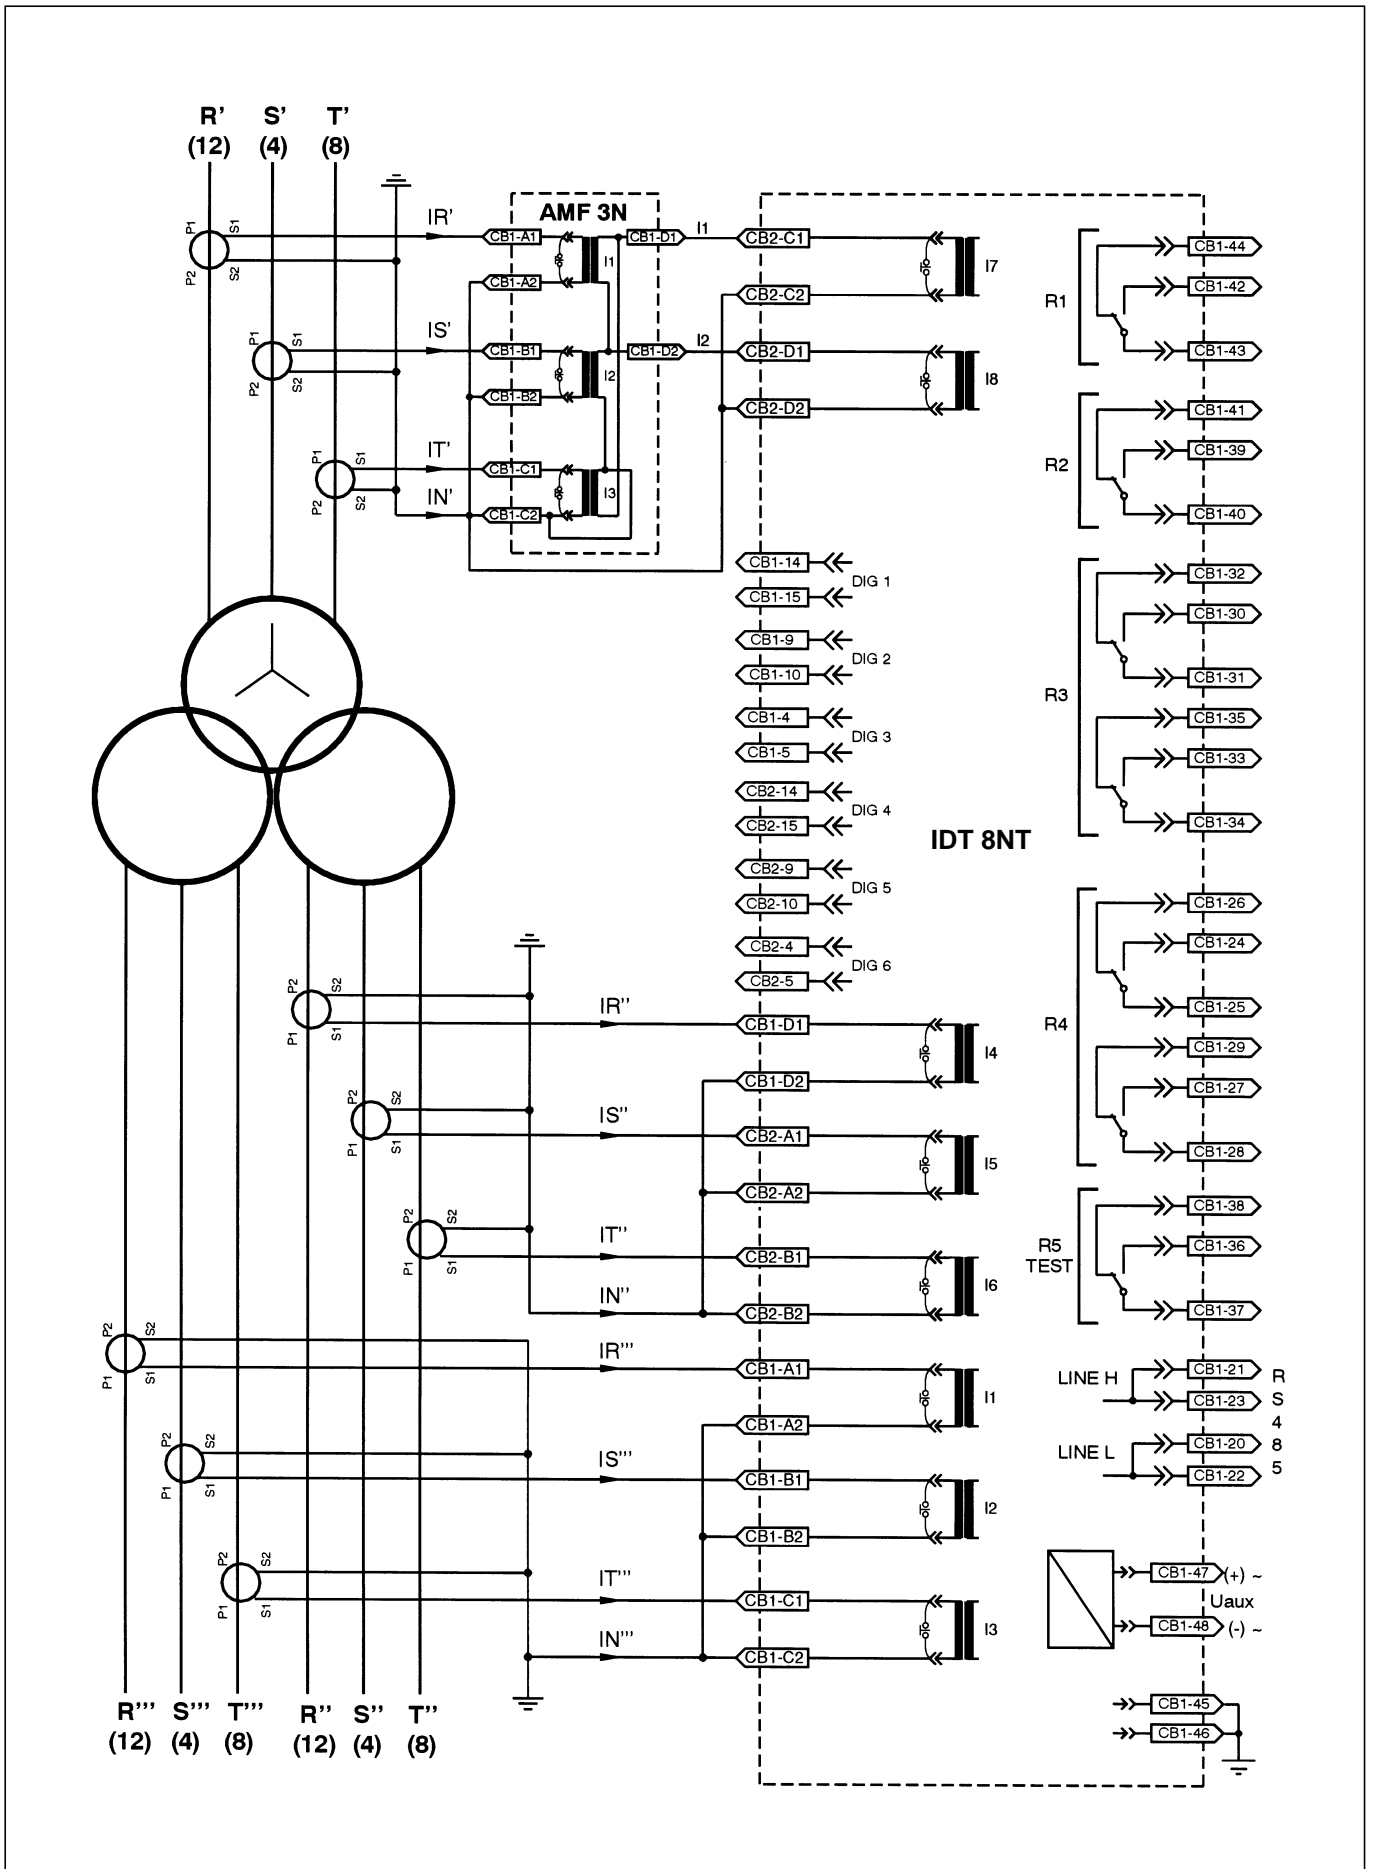 R' S' T'
(12) (4) (8)
P1 S1
P2 S2
IR'
AMF 3N
CB1-A1
I1
CB1-A2
CB1-D1
I1
CB2-C1
I7
CB2-C2
P1 S1
P2 S2
IS'
CB1-B1
I2
CB1-B2
CB1-D2
I2
CB2-D1
I8
CB2-D2
P1 S1
P2 S2
IT'
CB1-C1
I3
IN'
CB1-C2
R1
CB1-44
CB1-42
CB1-43
R2
CB1-41
CB1-39
CB1-40
R3
CB1-32
CB1-30
CB1-31
CB1-35
CB1-33
CB1-34
CB1-14
DIG 1
CB1-15
CB1-9
DIG 2
CB1-10
CB1-4
DIG 3
CB1-5
CB2-14
DIG 4
CB2-15
CB2-9
DIG 5
CB2-10
CB2-4
DIG 6
CB2-5
IDT 8NT
R4
CB1-26
CB1-24
CB1-25
CB1-29
CB1-27
CB1-28
R5
TEST
CB1-38
CB1-36
CB1-37
P2 S2
P1 S1
IR''
CB1-D1
I4
CB1-D2
P2 S2
P1 S1
IS''
CB2-A1
I5
CB2-A2
P2 S2
P1 S1
IT''
CB2-B1
I6
IN''
CB2-B2
P2 S2
P1 S1
IR'''
CB1-A1
I1
CB1-A2
P2 S2
P1 S1
IS'''
CB1-B1
I2
CB1-B2
P2 S2
P1 S1
IT'''
CB1-C1
I3
IN'''
CB1-C2
LINE H
CB1-21
CB1-23
LINE L
CB1-20
CB1-22
R
S
4
8
5
CB1-47 (+) ~
Uaux
CB1-48 (-) ~
CB1-45
CB1-46
R''' S''' T''' R'' S'' T''
(12) (4) (8) (12) (4) (8)